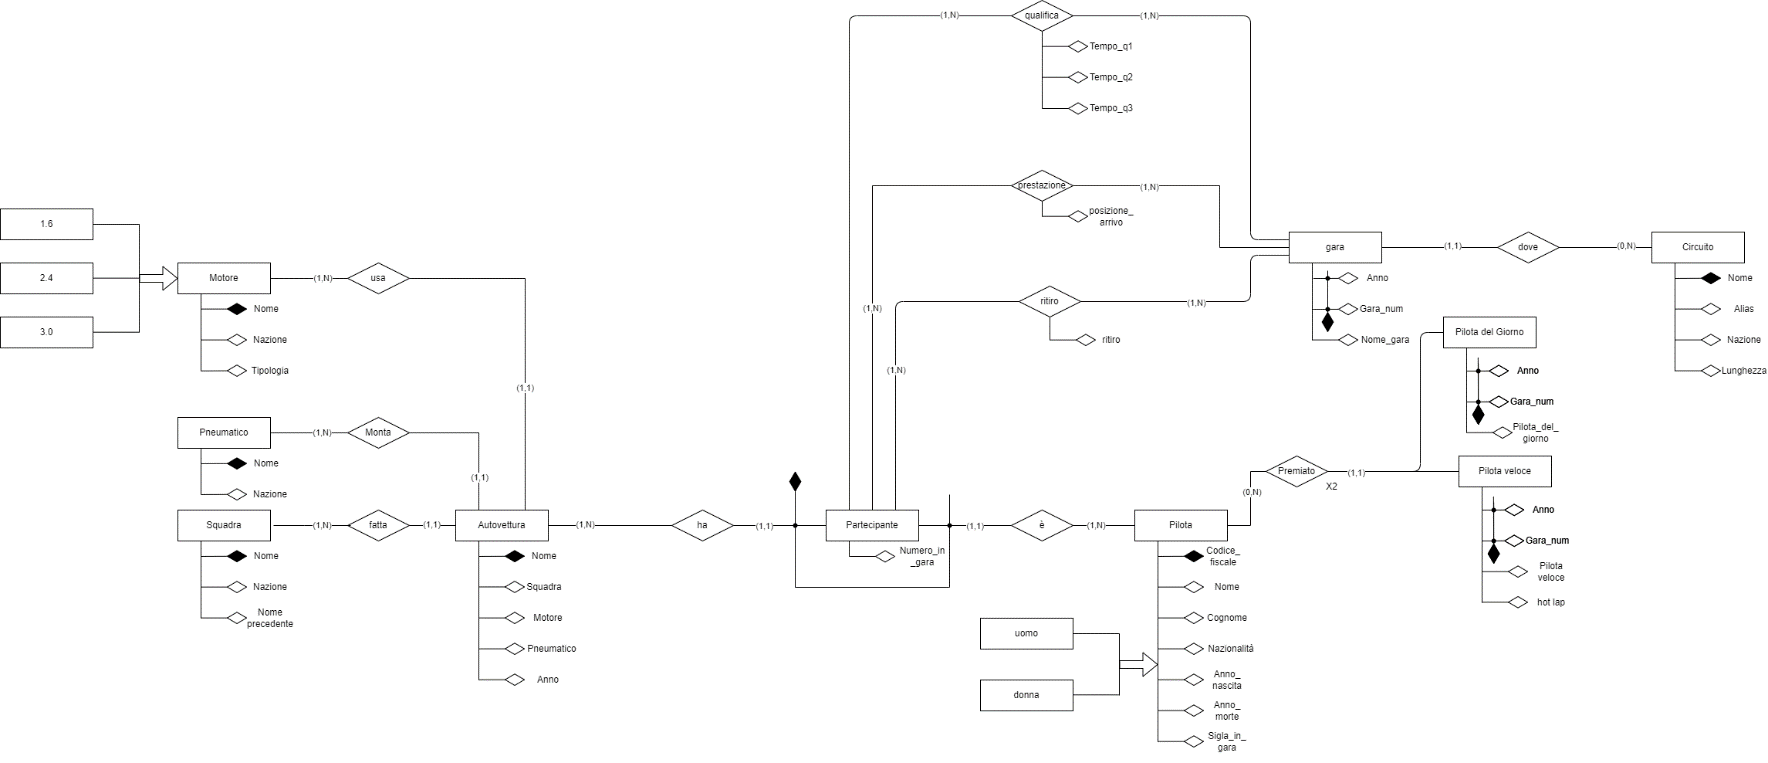 (1,N)
qualifica
(1,N)
Tempo_q1
Tempo_q2
Tempo_q3
prestazione
(1,N)
posizione_
arrivo
1.6
2.4
3.0
Motore
(1,N)
usa
Nome
Nazione
Tipologia
(1,1)
(1,N)
ritiro
(1,N)
ritiro
(1,N)
gara
(1,1)
dove
(0,N)
Circuito
Anno
Gara_num
Nome_gara
Nome
Alias
Nazione
Lunghezza
Pilota del Giorno
Anno
Gara_num
Pilota_del_
giorno
Pneumatico
(1,N)
Monta
Nome
Nazione
(1,1)
Squadra
(1,N)
fatta
(1,1)
Autovettura
(1,N)
ha
(1,1)
Partecipante
(1,1)
è
(1,N)
Pilota
(0,N)
Premiato
X2
(1,1)
Pilota veloce
Nome
Nazione
Nome
precedente
Nome
Squadra
Motore
Pneumatico
Anno
Numero_in
_gara
Codice_
fiscale
Nome
Cognome
Nazionalità
Anno_
nascita
Anno_
morte
Sigla_in_
gara
uomo
donna
Anno
Gara_num
Pilota
veloce
hot lap